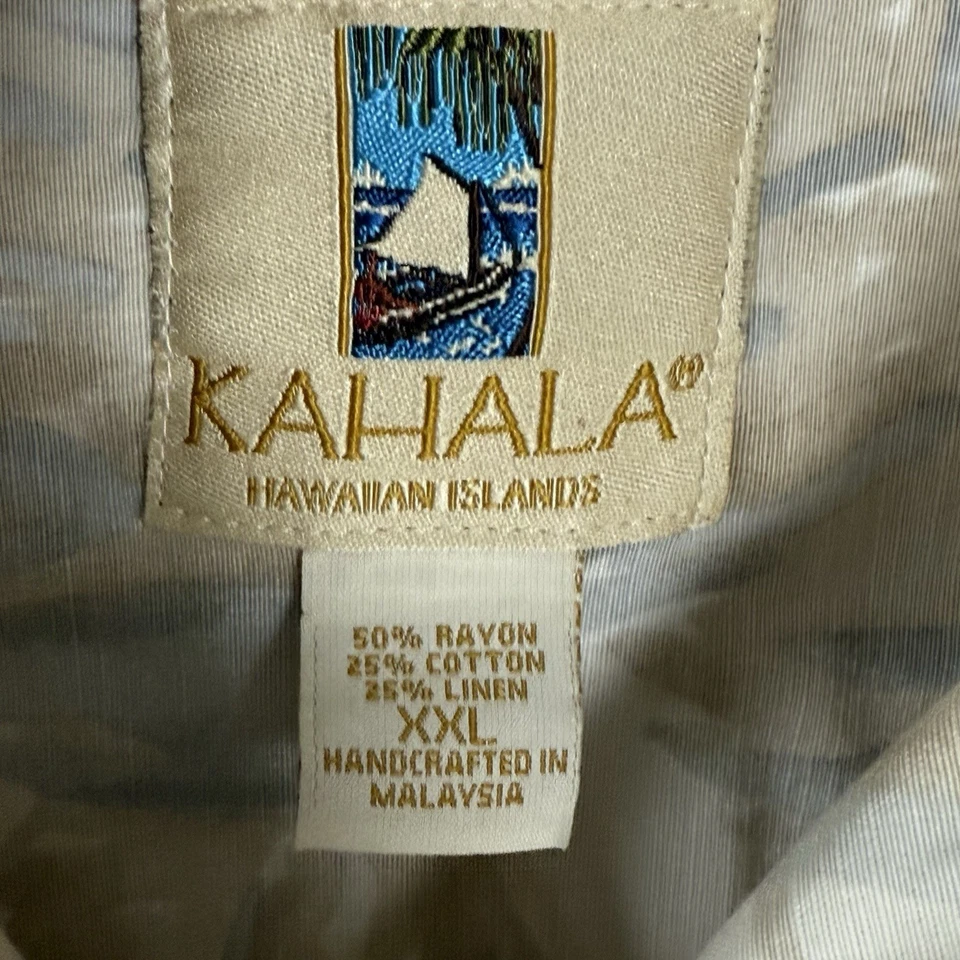 KAHALA®
HAWAIIAN ISLANDS
50% RAYON
25% COTTON
25% LINEN
XXL
HANDCRAFTED IN
MALAYSIA